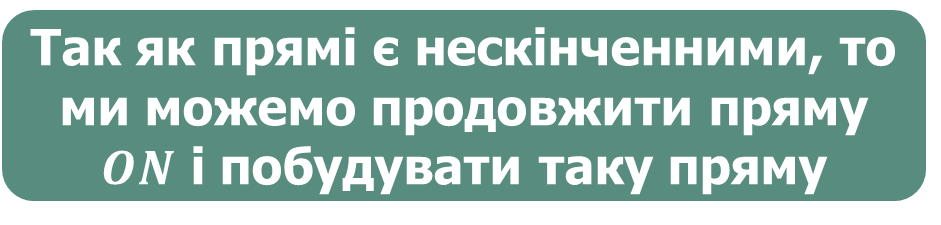 Так як прямі є нескінченними, то
ми можемо продовжити пряму
ON і побудувати таку пряму